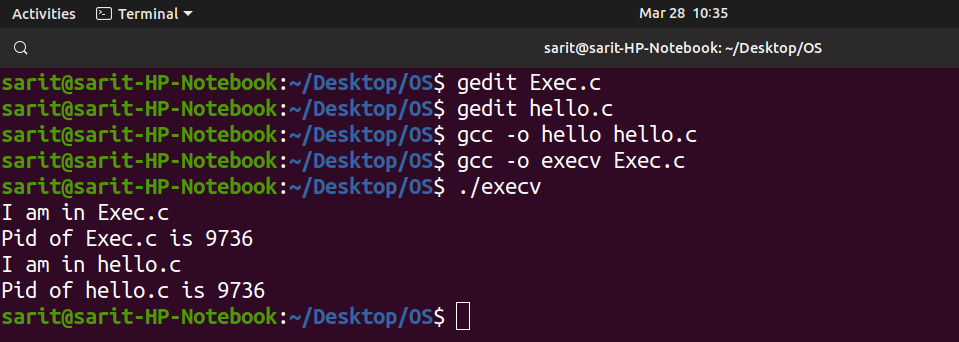 Activities Terminal Mar 28 10:35
sarit@sarit-HP-Notebook: ~/Desktop/OS
sarit@sarit-HP-Notebook:~/Desktop/OS$ gedit Exec.c
sarit@sarit-HP-Notebook:~/Desktop/OS$ gedit hello.c
sarit@sarit-HP-Notebook:~/Desktop/OS$ gcc -o hello hello.c
sarit@sarit-HP-Notebook:~/Desktop/OS$ gcc -o execv Exec.c
sarit@sarit-HP-Notebook:~/Desktop/OS$ ./execv
I am in Exec.c
Pid of Exec.c is 9736
I am in hello.c
Pid of hello.c is 9736
sarit@sarit-HP-Notebook:~/Desktop/OS$